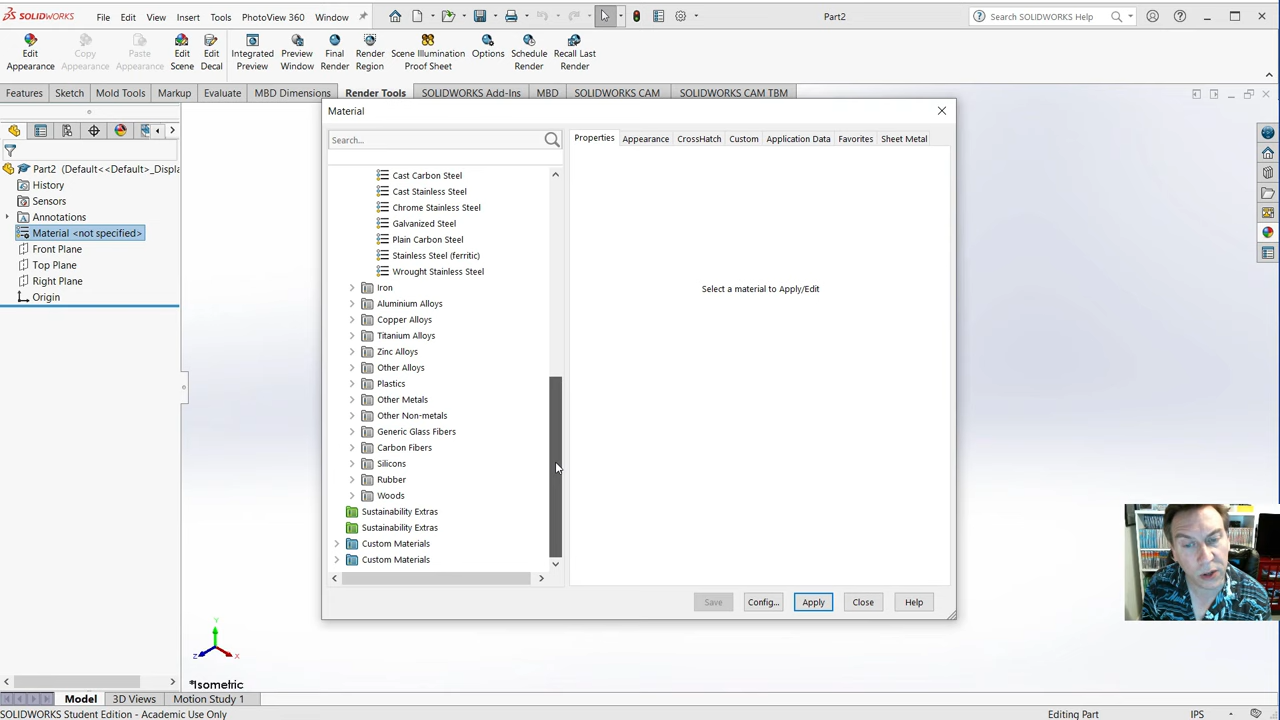 SOLIDWORKS File Edit View Insert Tools PhotoView 360 Window Part2 Search SOLIDWORKS Help
Edit Appearance
Copy Appearance
Paste Appearance
Edit Scene
Edit Decal
Integrated Preview
Preview Window
Final Render
Render Region
Scene Illumination Proof Sheet
Options
Schedule Render
Recall Last Render
Features Sketch Mold Tools Markup Evaluate MBD Dimensions Render Tools SOLIDWORKS Add-Ins MBD SOLIDWORKS CAM SOLIDWORKS CAM TBM
Part2 (Default<<Default>_Displa
History
Sensors
Annotations
Material <not specified>
Front Plane
Top Plane
Right Plane
Origin
Material
Search...
Cast Carbon Steel
Cast Stainless Steel
Chrome Stainless Steel
Galvanized Steel
Plain Carbon Steel
Stainless Steel (ferritic)
Wrought Stainless Steel
Iron
Aluminium Alloys
Copper Alloys
Titanium Alloys
Zinc Alloys
Other Alloys
Plastics
Other Metals
Other Non-metals
Generic Glass Fibers
Carbon Fibers
Silicons
Rubber
Woods
Sustainability Extras
Sustainability Extras
Custom Materials
Custom Materials
Properties Appearance CrossHatch Custom Application Data Favorites Sheet Metal
Select a material to Apply/Edit
Save Config... Apply Close Help
Y
Z X
*Isometric
Model 3D Views Motion Study 1
SOLIDWORKS Student Edition - Academic Use Only Editing Part IPS